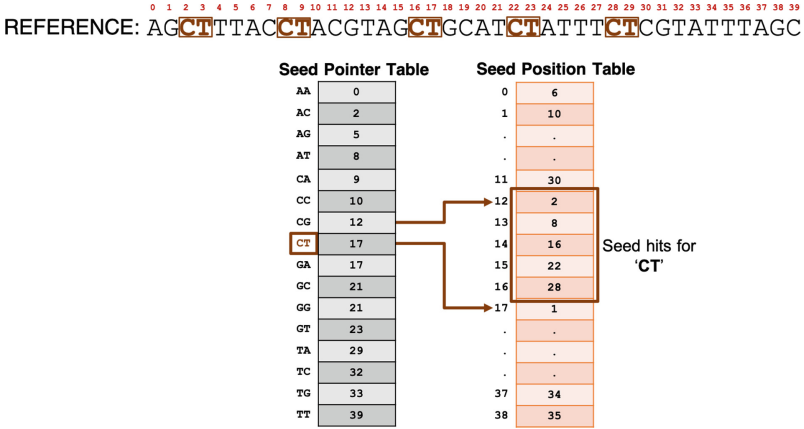 0 1 2 3 4 5 6 7 8 9 10 11 12 13 14 15 16 17 18 19 20 21 22 23 24 25 26 27 28 29 30 31 32 33 34 35 36 37 38 39
REFERENCE: AGCTTTACCTACGTAGCTGCATCTATTTCTCGTATTTAGC
Seed Pointer Table
AA 0
AC 2
AG 5
AT 8
CA 9
CC 10
CG 12
CT 17
GA 17
GC 21
GG 21
GT 23
TA 29
TC 32
TG 33
TT 39
Seed Position Table
0 6
1 10
. .
. .
11 30
12 2
13 8
14 16
15 22
16 28
17 1
. .
. .
. .
37 34
38 35
Seed hits for
‘CT’